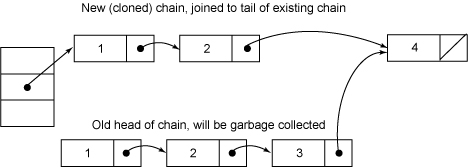 New (cloned) chain, joined to tail of existing chain
1 2 4
Old head of chain, will be garbage collected
1 2 3